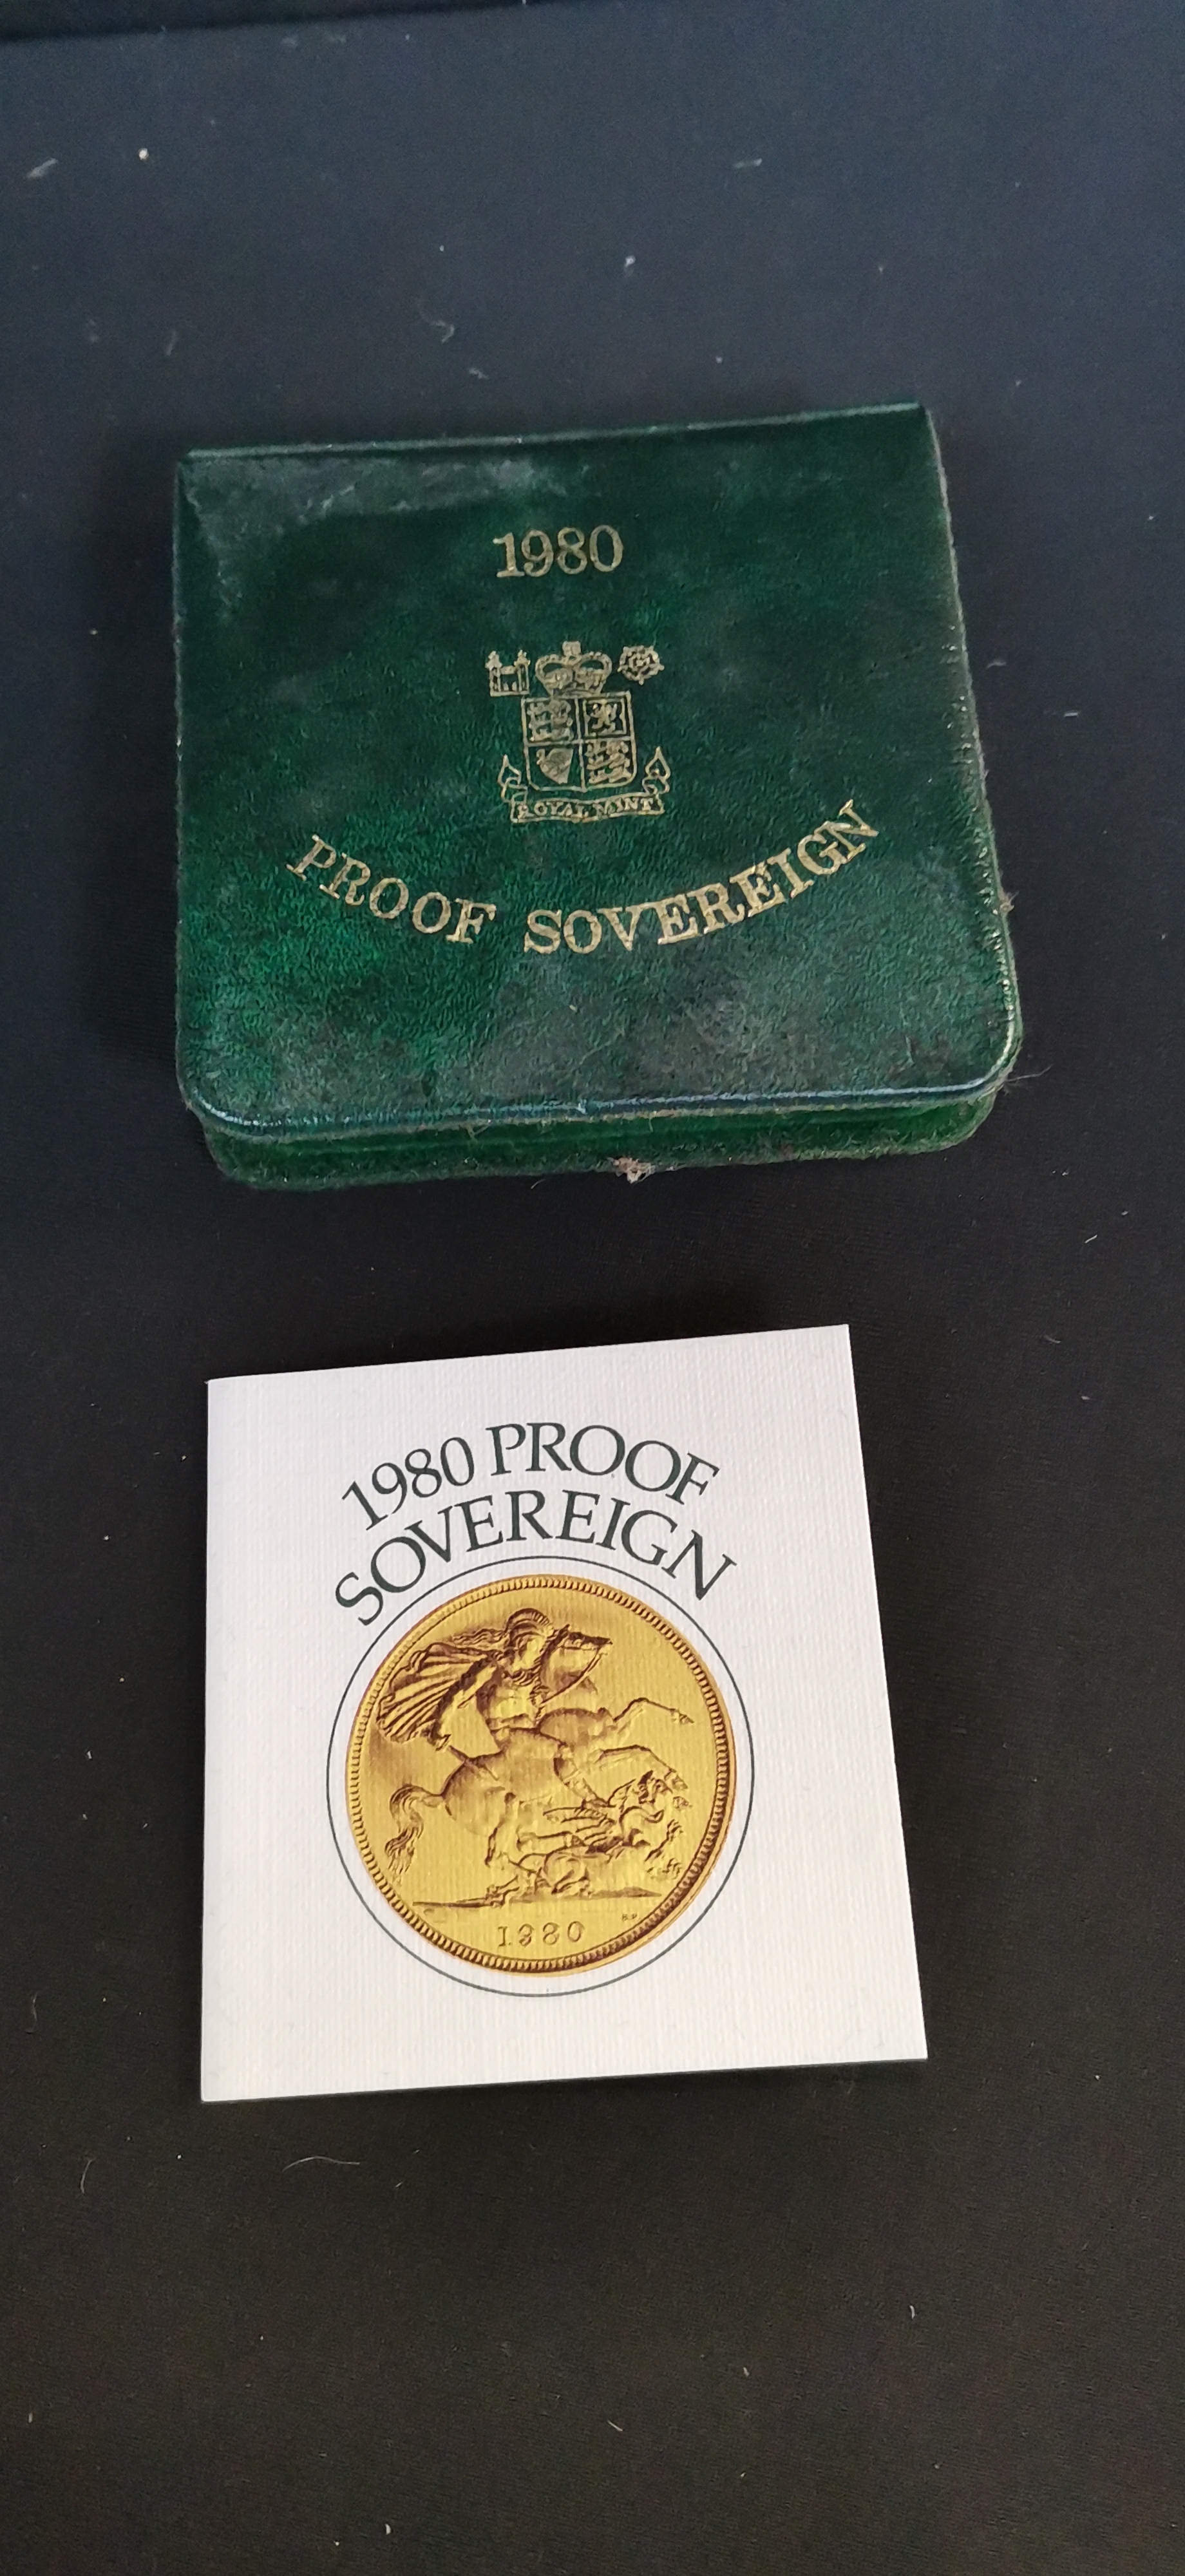 1980
ROYAL MINT
PROOF SOVEREIGN
1980 PROOF
SOVEREIGN
1980